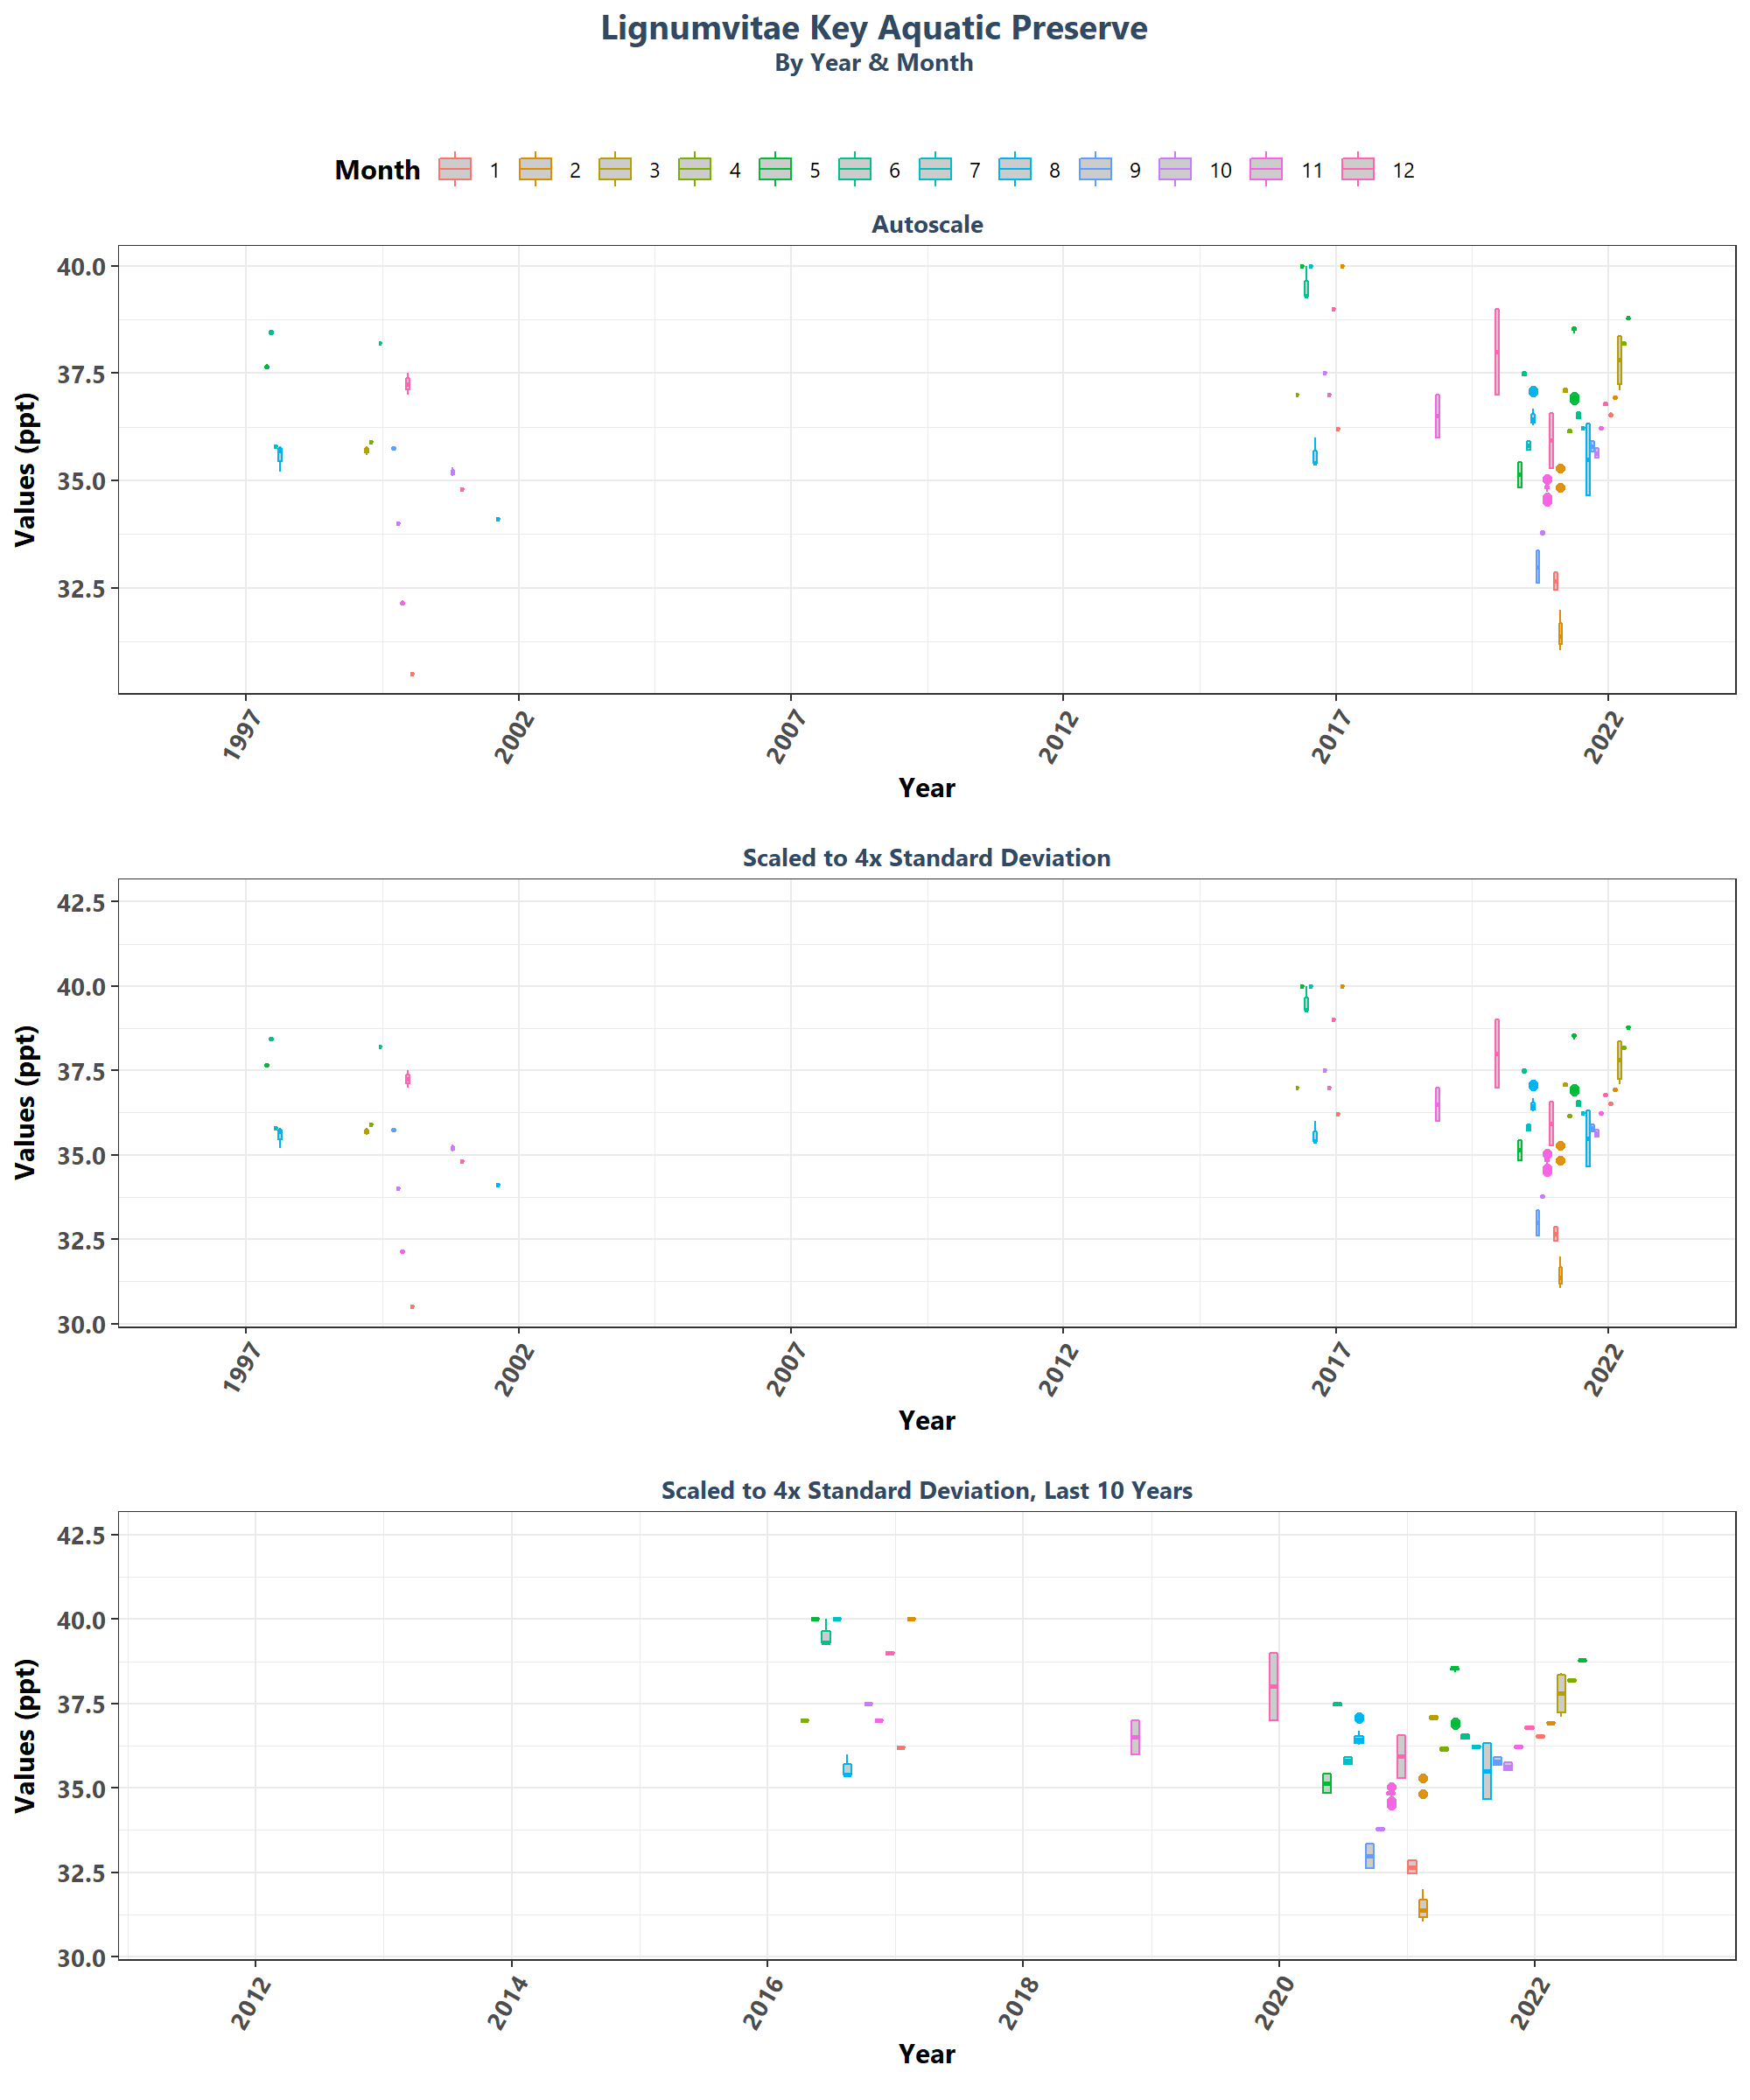 Lignumvitae Key Aquatic Preserve
By Year & Month
Month 1 2 3 4 5 6 7 8 9 10 11 12
Autoscale
Values (ppt)
40.0
37.5
35.0
32.5
1997 2002 2007 2012 2017 2022
Year
Scaled to 4x Standard Deviation
Values (ppt)
42.5
40.0
37.5
35.0
32.5
30.0
1997 2002 2007 2012 2017 2022
Year
Scaled to 4x Standard Deviation, Last 10 Years
Values (ppt)
42.5
40.0
37.5
35.0
32.5
30.0
2012 2014 2016 2018 2020 2022
Year